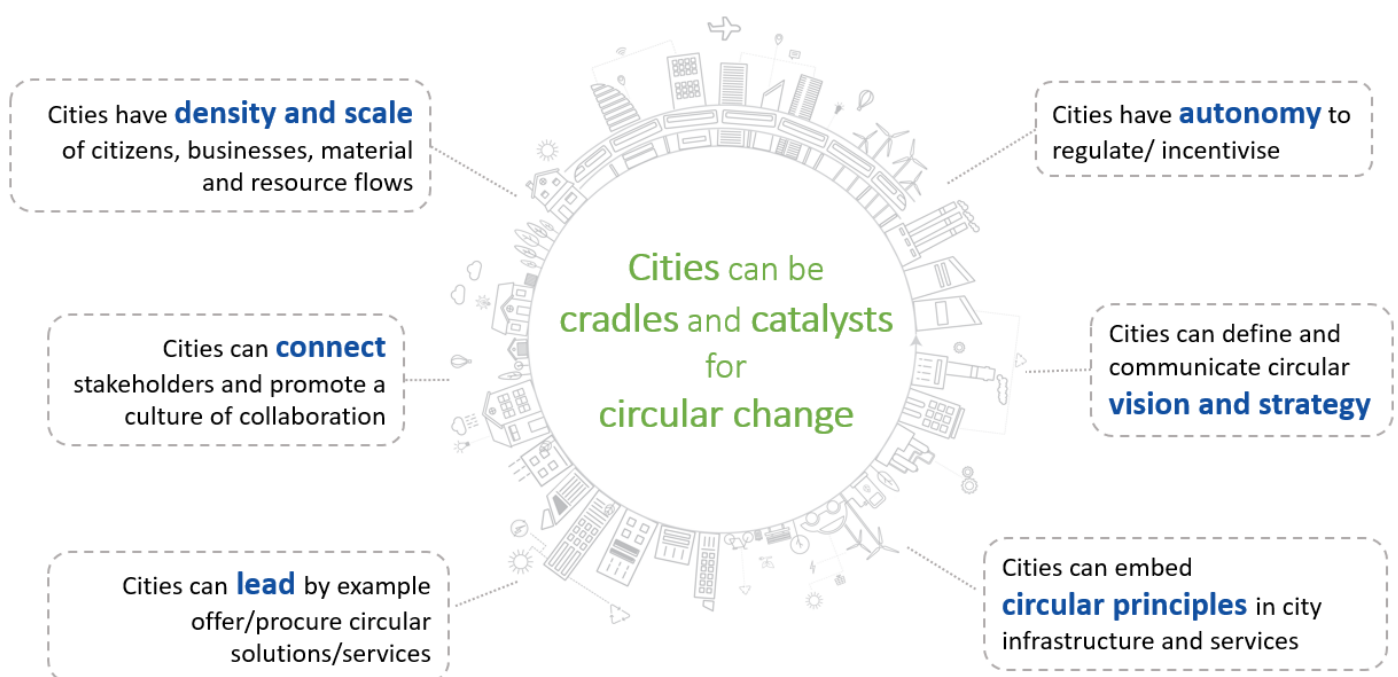 Cities have density and scale
of citizens, businesses, material
and resource flows
Cities have autonomy to
regulate/ incentivise
Cities can be
cradles and catalysts
for
circular change
Cities can connect
stakeholders and promote a
culture of collaboration
Cities can define and
communicate circular
vision and strategy
Cities can lead by example
offer/procure circular
solutions/services
Cities can embed
circular principles in city
infrastructure and services